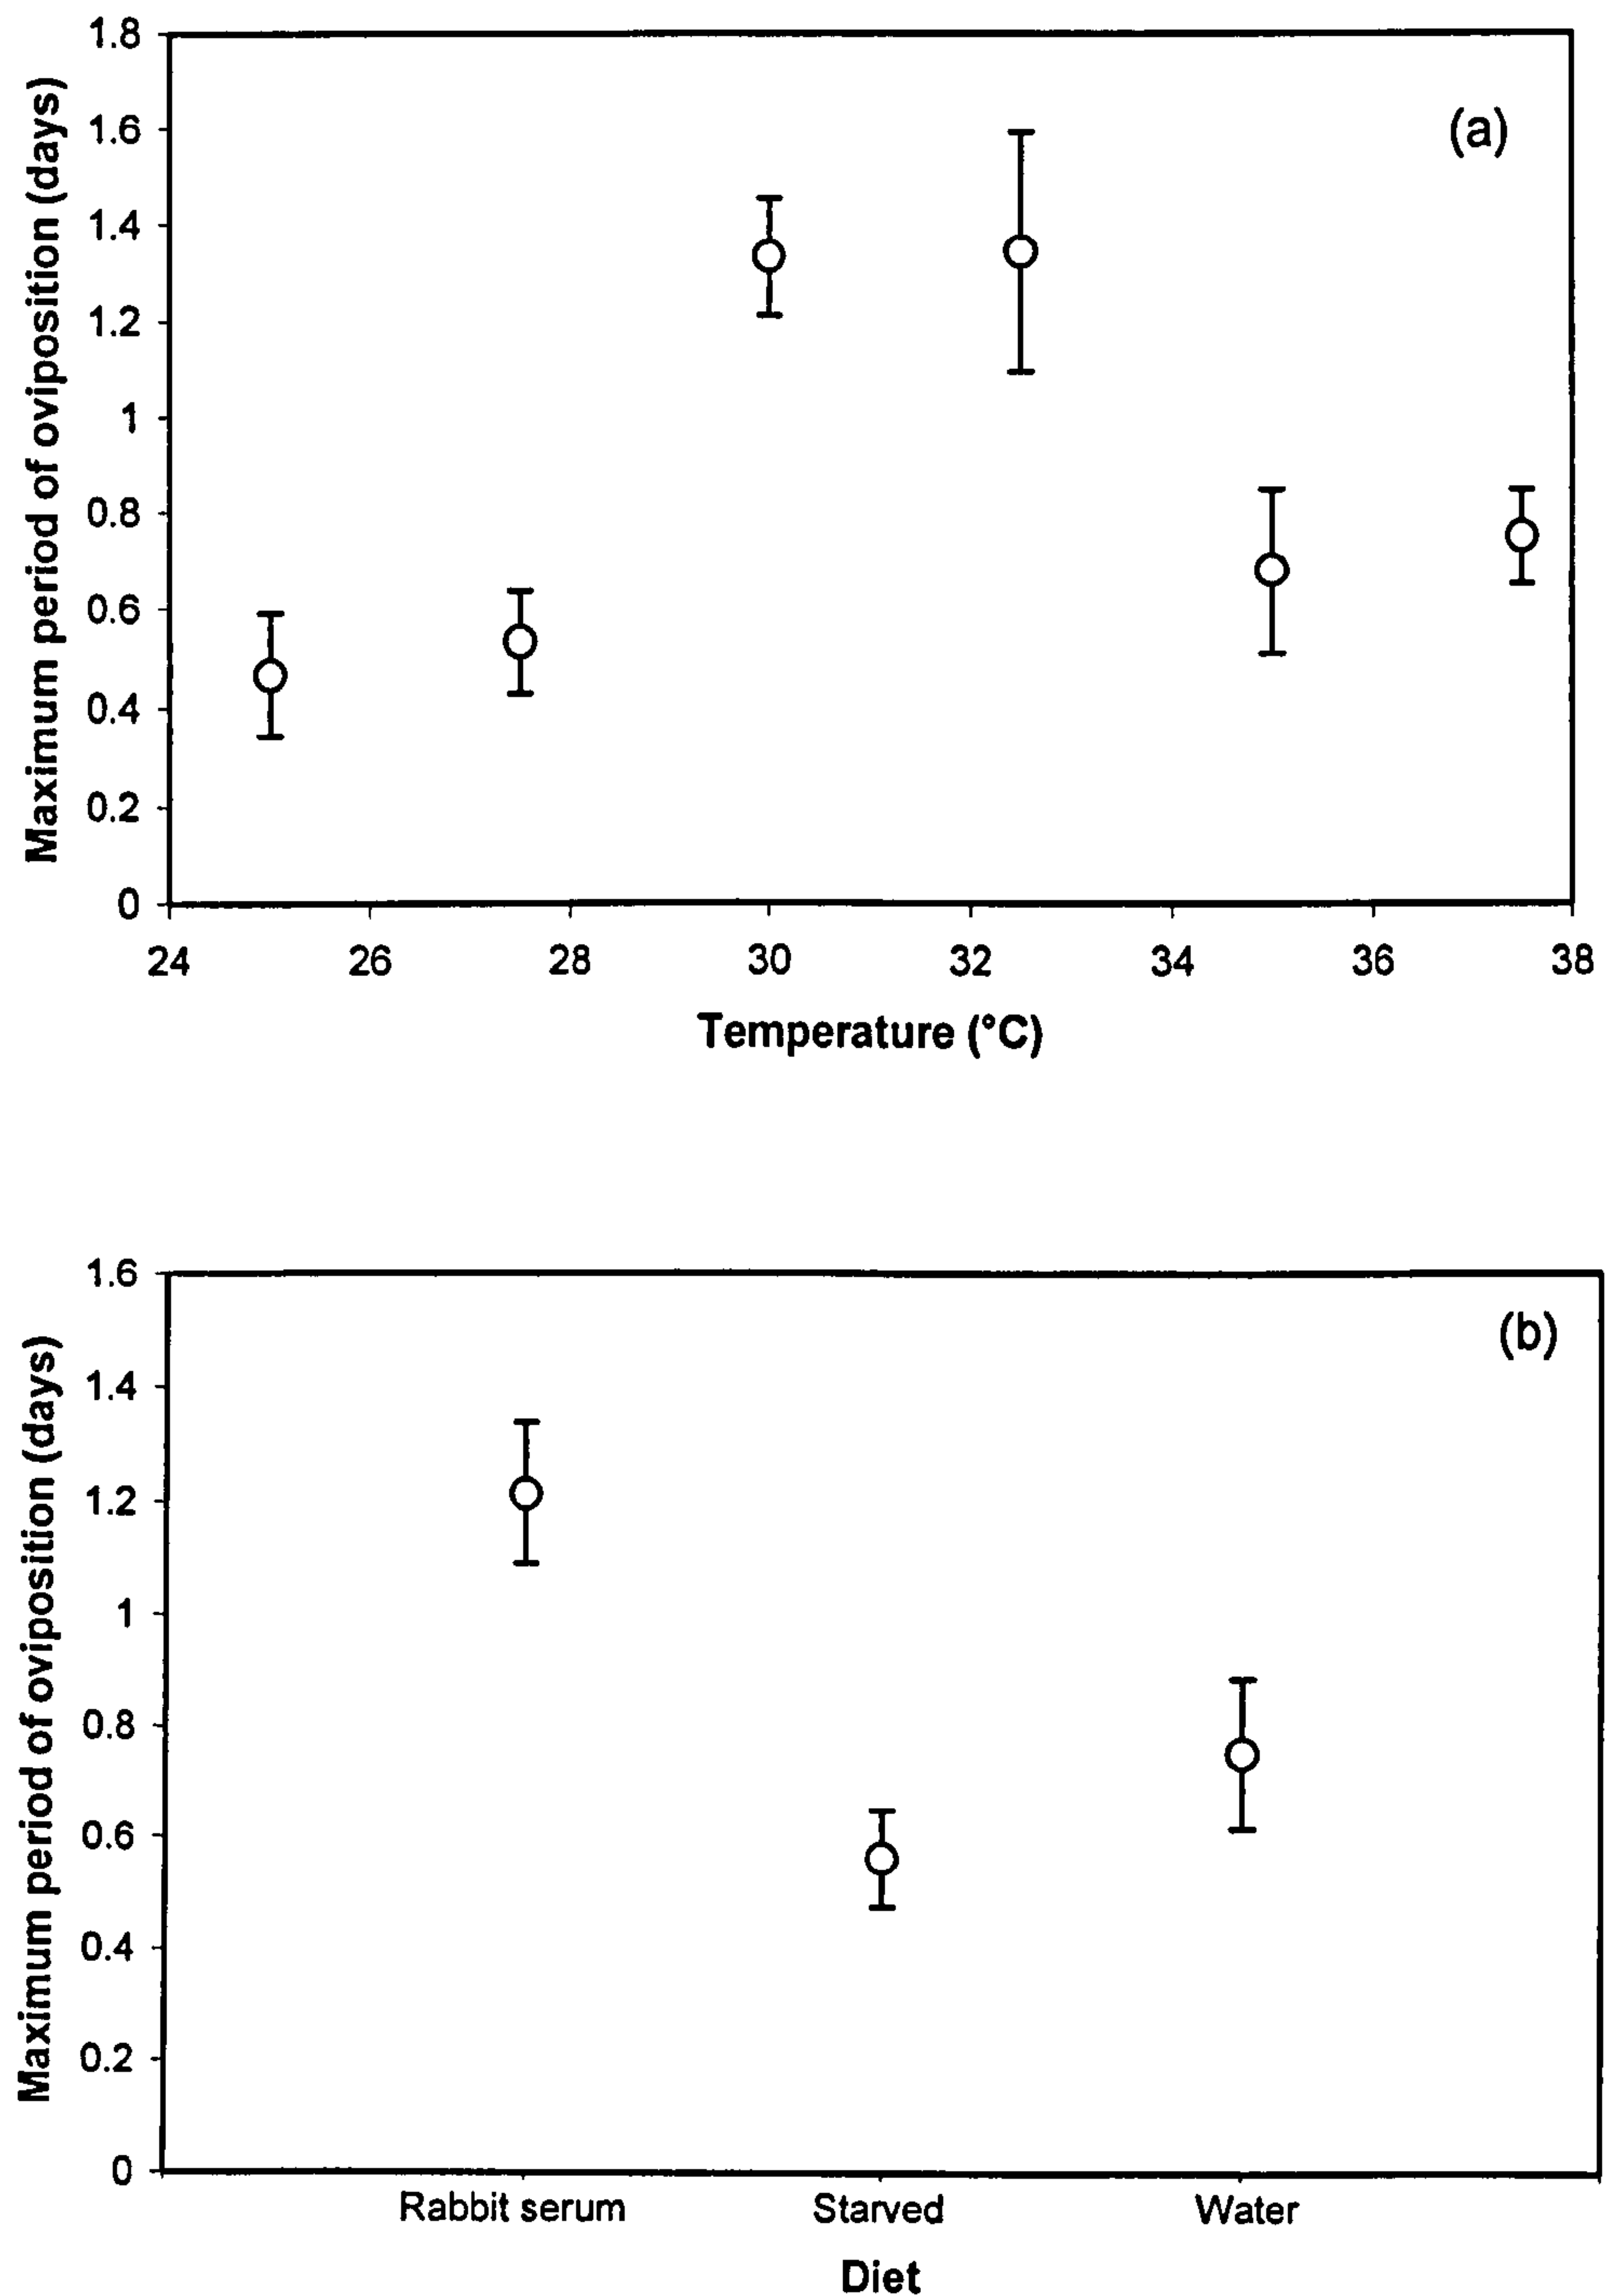 Maximum period of oviposition (days)
1.8
1.6
1.4
1.2
1
0.8
0.6
0.4
0.2
0
(a)
24 26 28 30 32 34 36 38
Temperature (°C)
Maximum period of oviposition (days)
1.6
1.4
1.2
1
0.8
0.6
0.4
0.2
0
(b)
Rabbit serum Starved Water
Diet